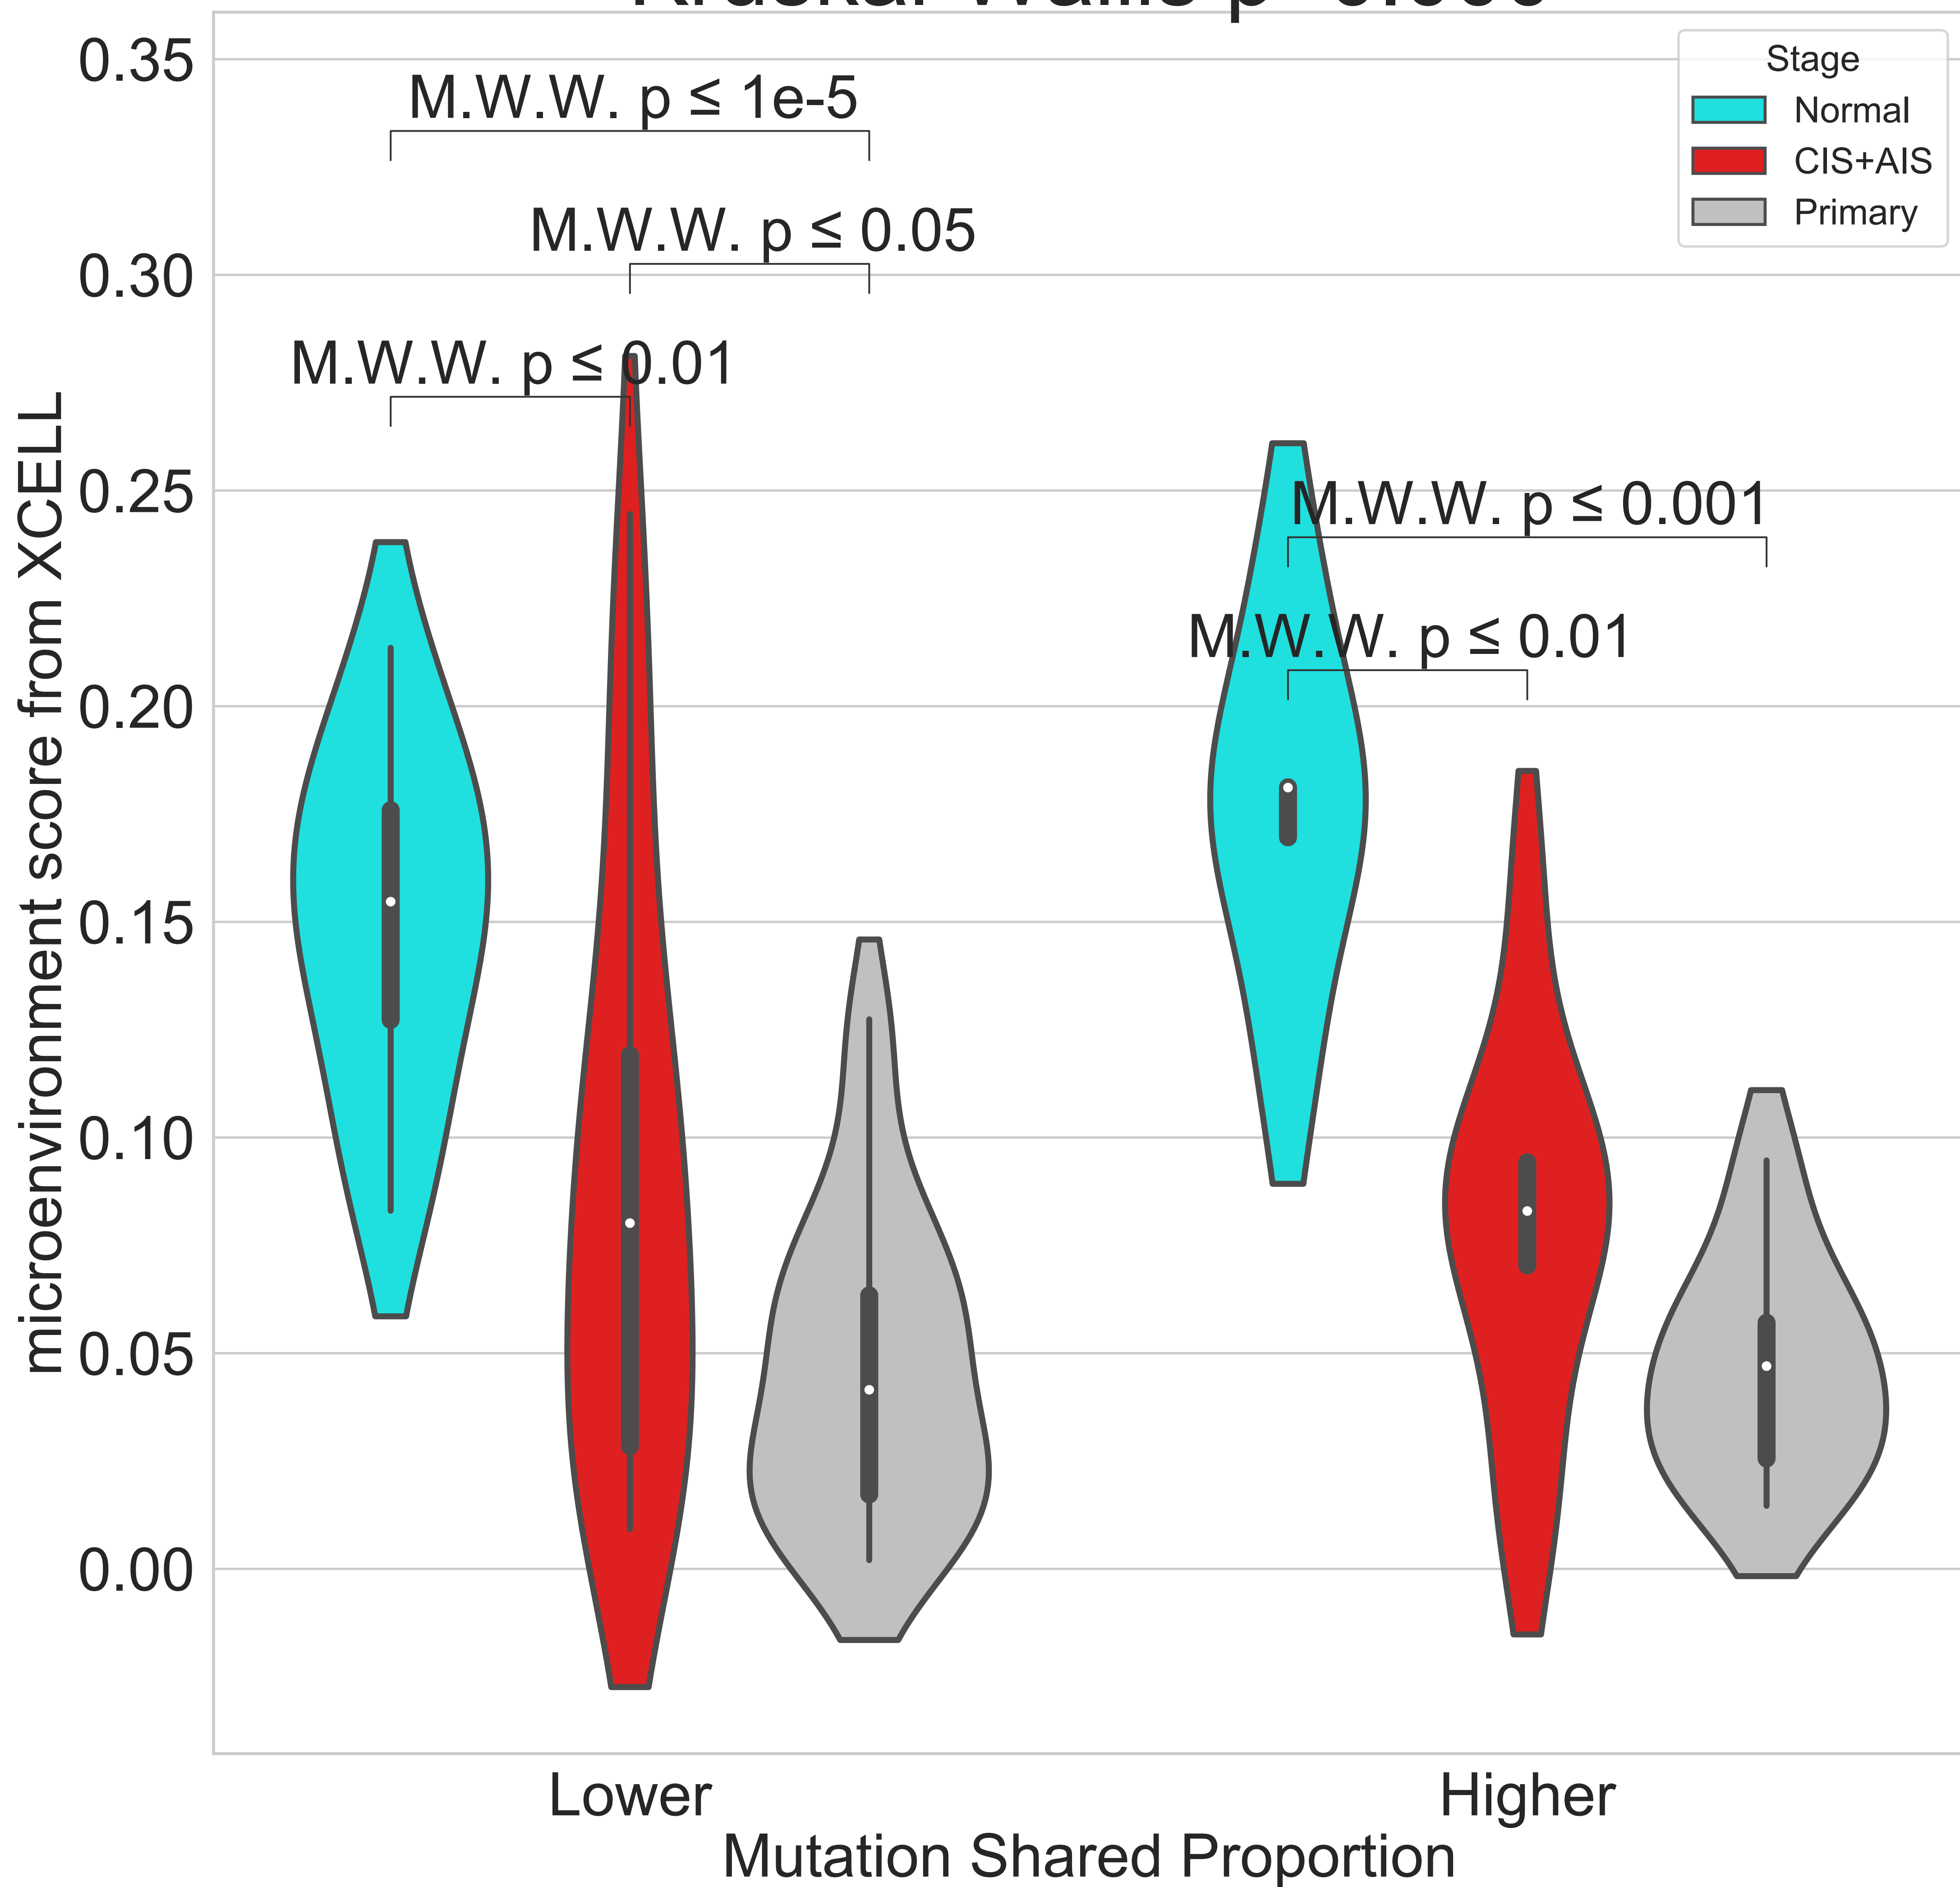 0.35
0.30
0.25
0.20
0.15
0.10
0.05
0.00
microenvironment score from XCELL
M.W.W. p ≤ 1e-5
M.W.W. p ≤ 0.05
M.W.W. p ≤ 0.01
M.W.W. p ≤ 0.001
M.W.W. p ≤ 0.01
Stage
Normal
CIS+AIS
Primary
Lower
Higher
Mutation Shared Proportion